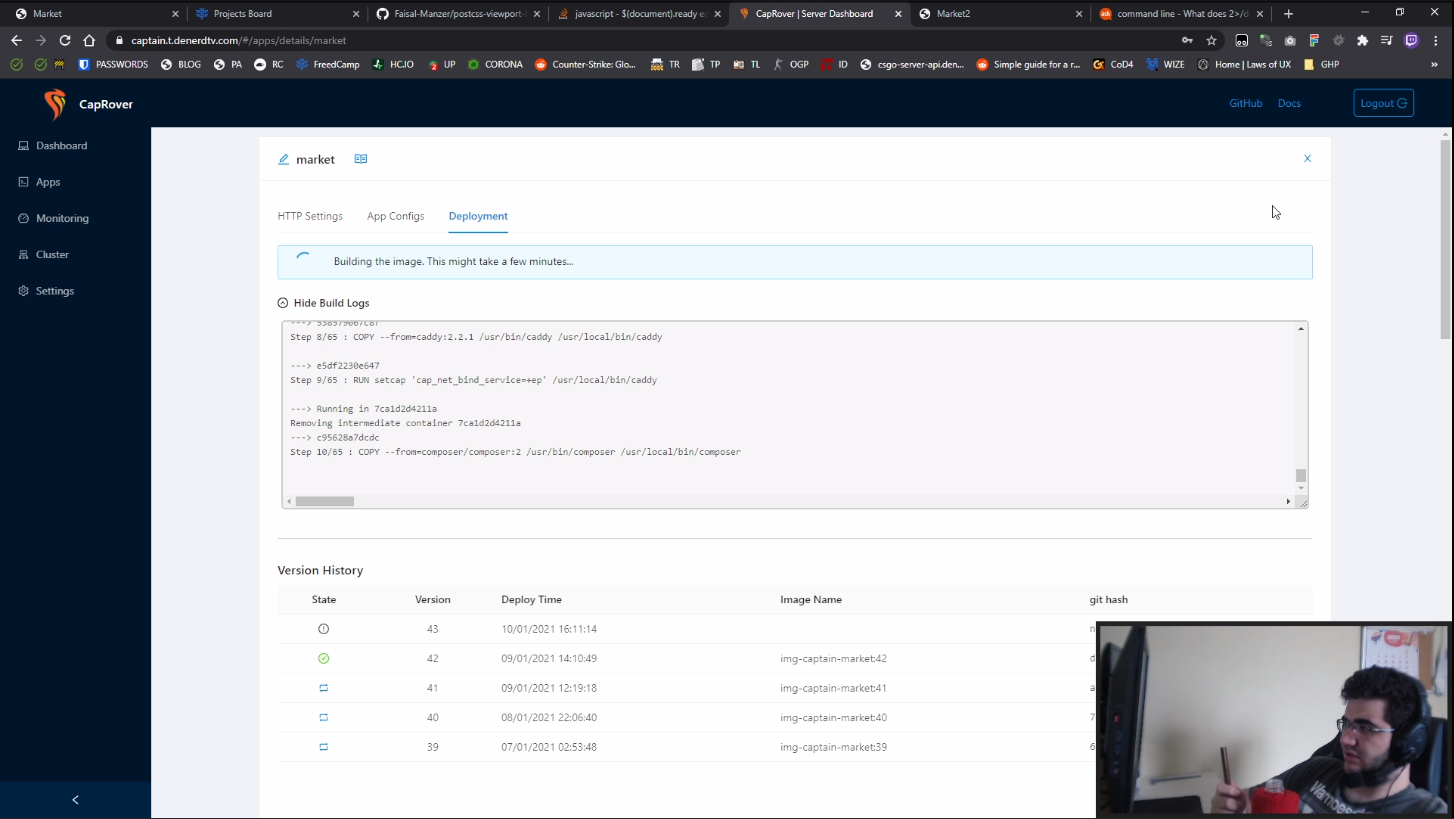 Market
Projects Board
Faisal-Manzer/postcss-viewport-
javascript - $(document).ready e
CapRover | Server Dashboard
Market2
command line - What does 2>/d
captain.t.denerdtv.com/#/apps/details/market
PASSWORDS
BLOG
PA
RC
FreedCamp
HCJO
UP
CORONA
Counter-Strike: Glo...
TR
TP
TL
OGP
ID
csgo-server-api.den...
Simple guide for a r...
CoD4
WIZE
Home | Laws of UX
GHP
CapRover
GitHub
Docs
Logout
Dashboard
Apps
Monitoring
Cluster
Settings
market
HTTP Settings
App Configs
Deployment
Building the image. This might take a few minutes...
Hide Build Logs
---> 538579067c8f
Step 8/65 : COPY --from=caddy:2.2.1 /usr/bin/caddy /usr/local/bin/caddy
---> e5df2230e647
Step 9/65 : RUN setcap 'cap_net_bind_service=+ep' /usr/local/bin/caddy
---> Running in 7ca1d2d4211a
Removing intermediate container 7ca1d2d4211a
---> c95628a7dcdc
Step 10/65 : COPY --from=composer/composer:2 /usr/bin/composer /usr/local/bin/composer
Version History
State Version Deploy Time Image Name git hash
43 10/01/2021 16:11:14 n
42 09/01/2021 14:10:49 img-captain-market:42 d
41 09/01/2021 12:19:18 img-captain-market:41 a
40 08/01/2021 22:06:40 img-captain-market:40 7
39 07/01/2021 02:53:48 img-captain-market:39 6